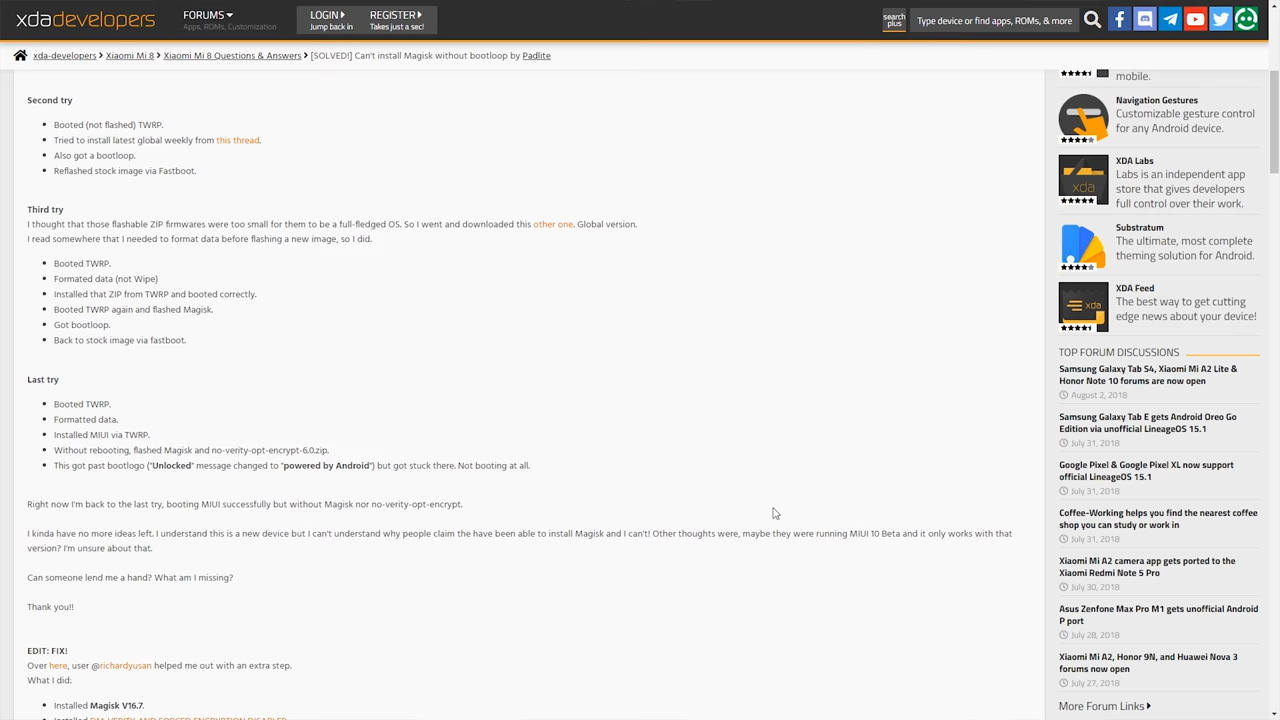 xdadevelopers
FORUMS
Apps, ROMs, Customization
LOGIN
Jump back in
REGISTER
Takes just a sec!
search
plus
Type device or find apps, ROMs, & more
xda-developers Xiaomi Mi 8 Xiaomi Mi 8 Questions & Answers [SOLVED!] Can't install Magisk without bootloop by Padlite
Second try
Booted (not flashed) TWRP.
Tried to install latest global weekly from this thread.
Also got a bootloop.
Reflashed stock image via Fastboot.
Third try
I thought that those flashable ZIP firmwares were too small for them to be a full-fledged OS. So I went and downloaded this other one. Global version.
I read somewhere that I needed to format data before flashing a new image, so I did.
Booted TWRP.
Formated data (not Wipe)
Installed that ZIP from TWRP and booted correctly.
Booted TWRP again and flashed Magisk.
Got bootloop.
Back to stock image via fastboot.
Last try
Booted TWRP.
Formatted data.
Installed MIUI via TWRP.
Without rebooting, flashed Magisk and no-verity-opt-encrypt-6.0.zip.
This got past bootlogo ("Unlocked" message changed to "powered by Android") but got stuck there. Not booting at all.
Right now I'm back to the last try, booting MIUI successfully but without Magisk nor no-verity-opt-encrypt.
I kinda have no more ideas left. I understand this is a new device but I can't understand why people claim the have been able to install Magisk and I can't! Other thoughts were, maybe they were running MIUI 10 Beta and it only works with that
version? I'm unsure about that.
Can someone lend me a hand? What am I missing?
Thank you!!
EDIT: FIX!
Over here, user @richardyusan helped me out with an extra step.
What I did:
Installed Magisk V16.7.
Installed DM-VERITY AND FORCED ENCRYPTION DISABLER
mobile.
Navigation Gestures
Customizable gesture control
for any Android device.
xda
XDA Labs
Labs is an independent app
store that gives developers
full control over their work.
Substratum
The ultimate, most complete
theming solution for Android.
xda
XDA Feed
The best way to get cutting
edge news about your device!
TOP FORUM DISCUSSIONS
Samsung Galaxy Tab S4, Xiaomi Mi A2 Lite &
Honor Note 10 forums are now open
August 2, 2018
Samsung Galaxy Tab E gets Android Oreo Go
Edition via unofficial LineageOS 15.1
July 31, 2018
Google Pixel & Google Pixel XL now support
official LineageOS 15.1
July 31, 2018
Coffee-Working helps you find the nearest coffee
shop you can study or work in
July 31, 2018
Xiaomi Mi A2 camera app gets ported to the
Xiaomi Redmi Note 5 Pro
July 30, 2018
Asus Zenfone Max Pro M1 gets unofficial Android
P port
July 28, 2018
Xiaomi Mi A2, Honor 9N, and Huawei Nova 3
forums now open
July 27, 2018
More Forum Links